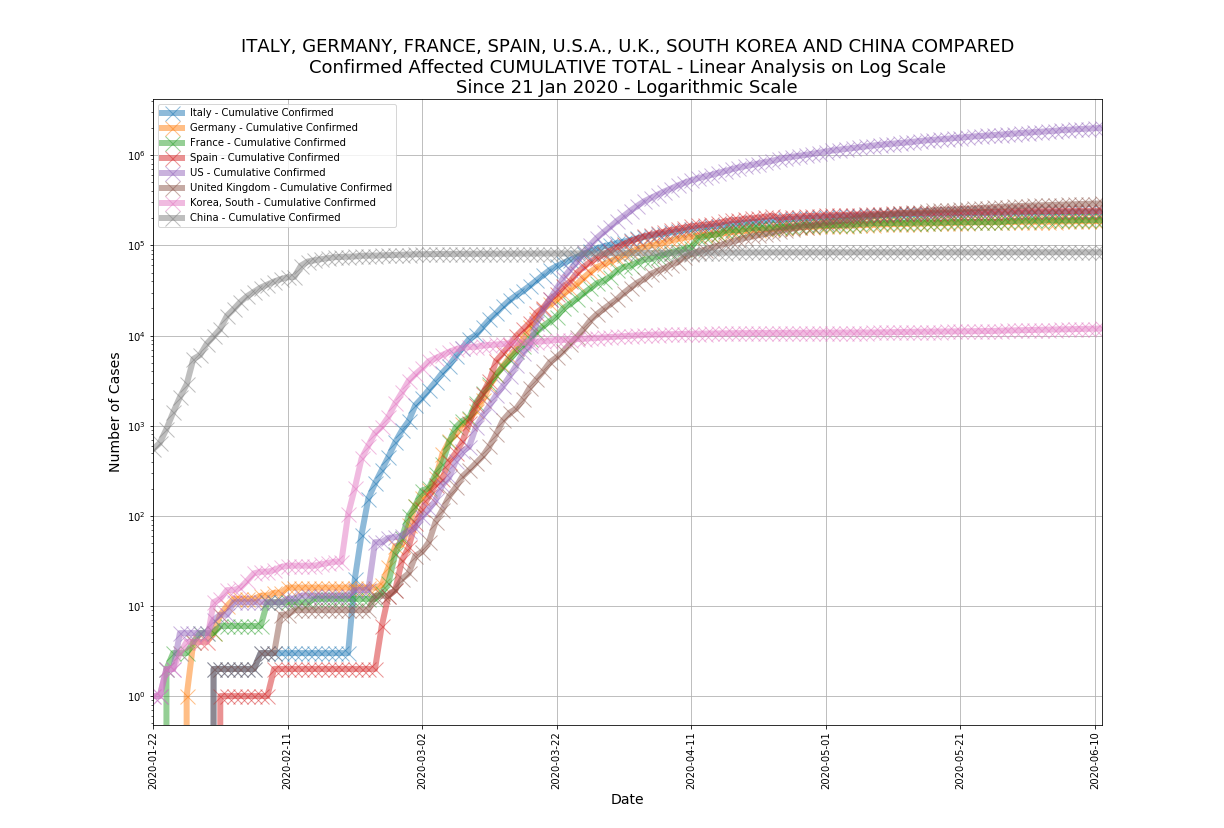 ITALY, GERMANY, FRANCE, SPAIN, U.S.A., U.K., SOUTH KOREA AND CHINA COMPARED
Confirmed Affected CUMULATIVE TOTAL - Linear Analysis on Log Scale
Since 21 Jan 2020 - Logarithmic Scale
Italy - Cumulative Confirmed
Germany - Cumulative Confirmed
France - Cumulative Confirmed
Spain - Cumulative Confirmed
US - Cumulative Confirmed
United Kingdom - Cumulative Confirmed
Korea, South - Cumulative Confirmed
China - Cumulative Confirmed
Number of Cases
10⁶
10⁵
10⁴
10³
10²
10¹
10⁰
2020-01-22
2020-02-11
2020-03-02
2020-03-22
2020-04-11
2020-05-01
2020-05-21
2020-06-10
Date